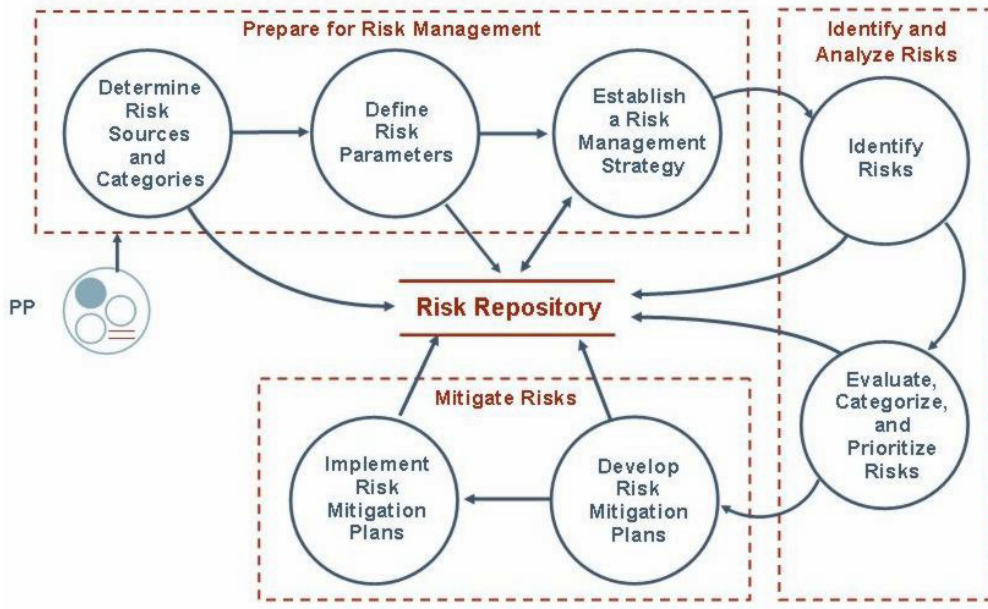 Prepare for Risk Management
Determine
Risk
Sources
and
Categories
Define
Risk
Parameters
Establish
a Risk
Management
Strategy
Identify and
Analyze Risks
Identify
Risks
PP
Risk Repository
Evaluate,
Categorize,
and
Prioritize
Risks
Mitigate Risks
Implement
Risk
Mitigation
Plans
Develop
Risk
Mitigation
Plans